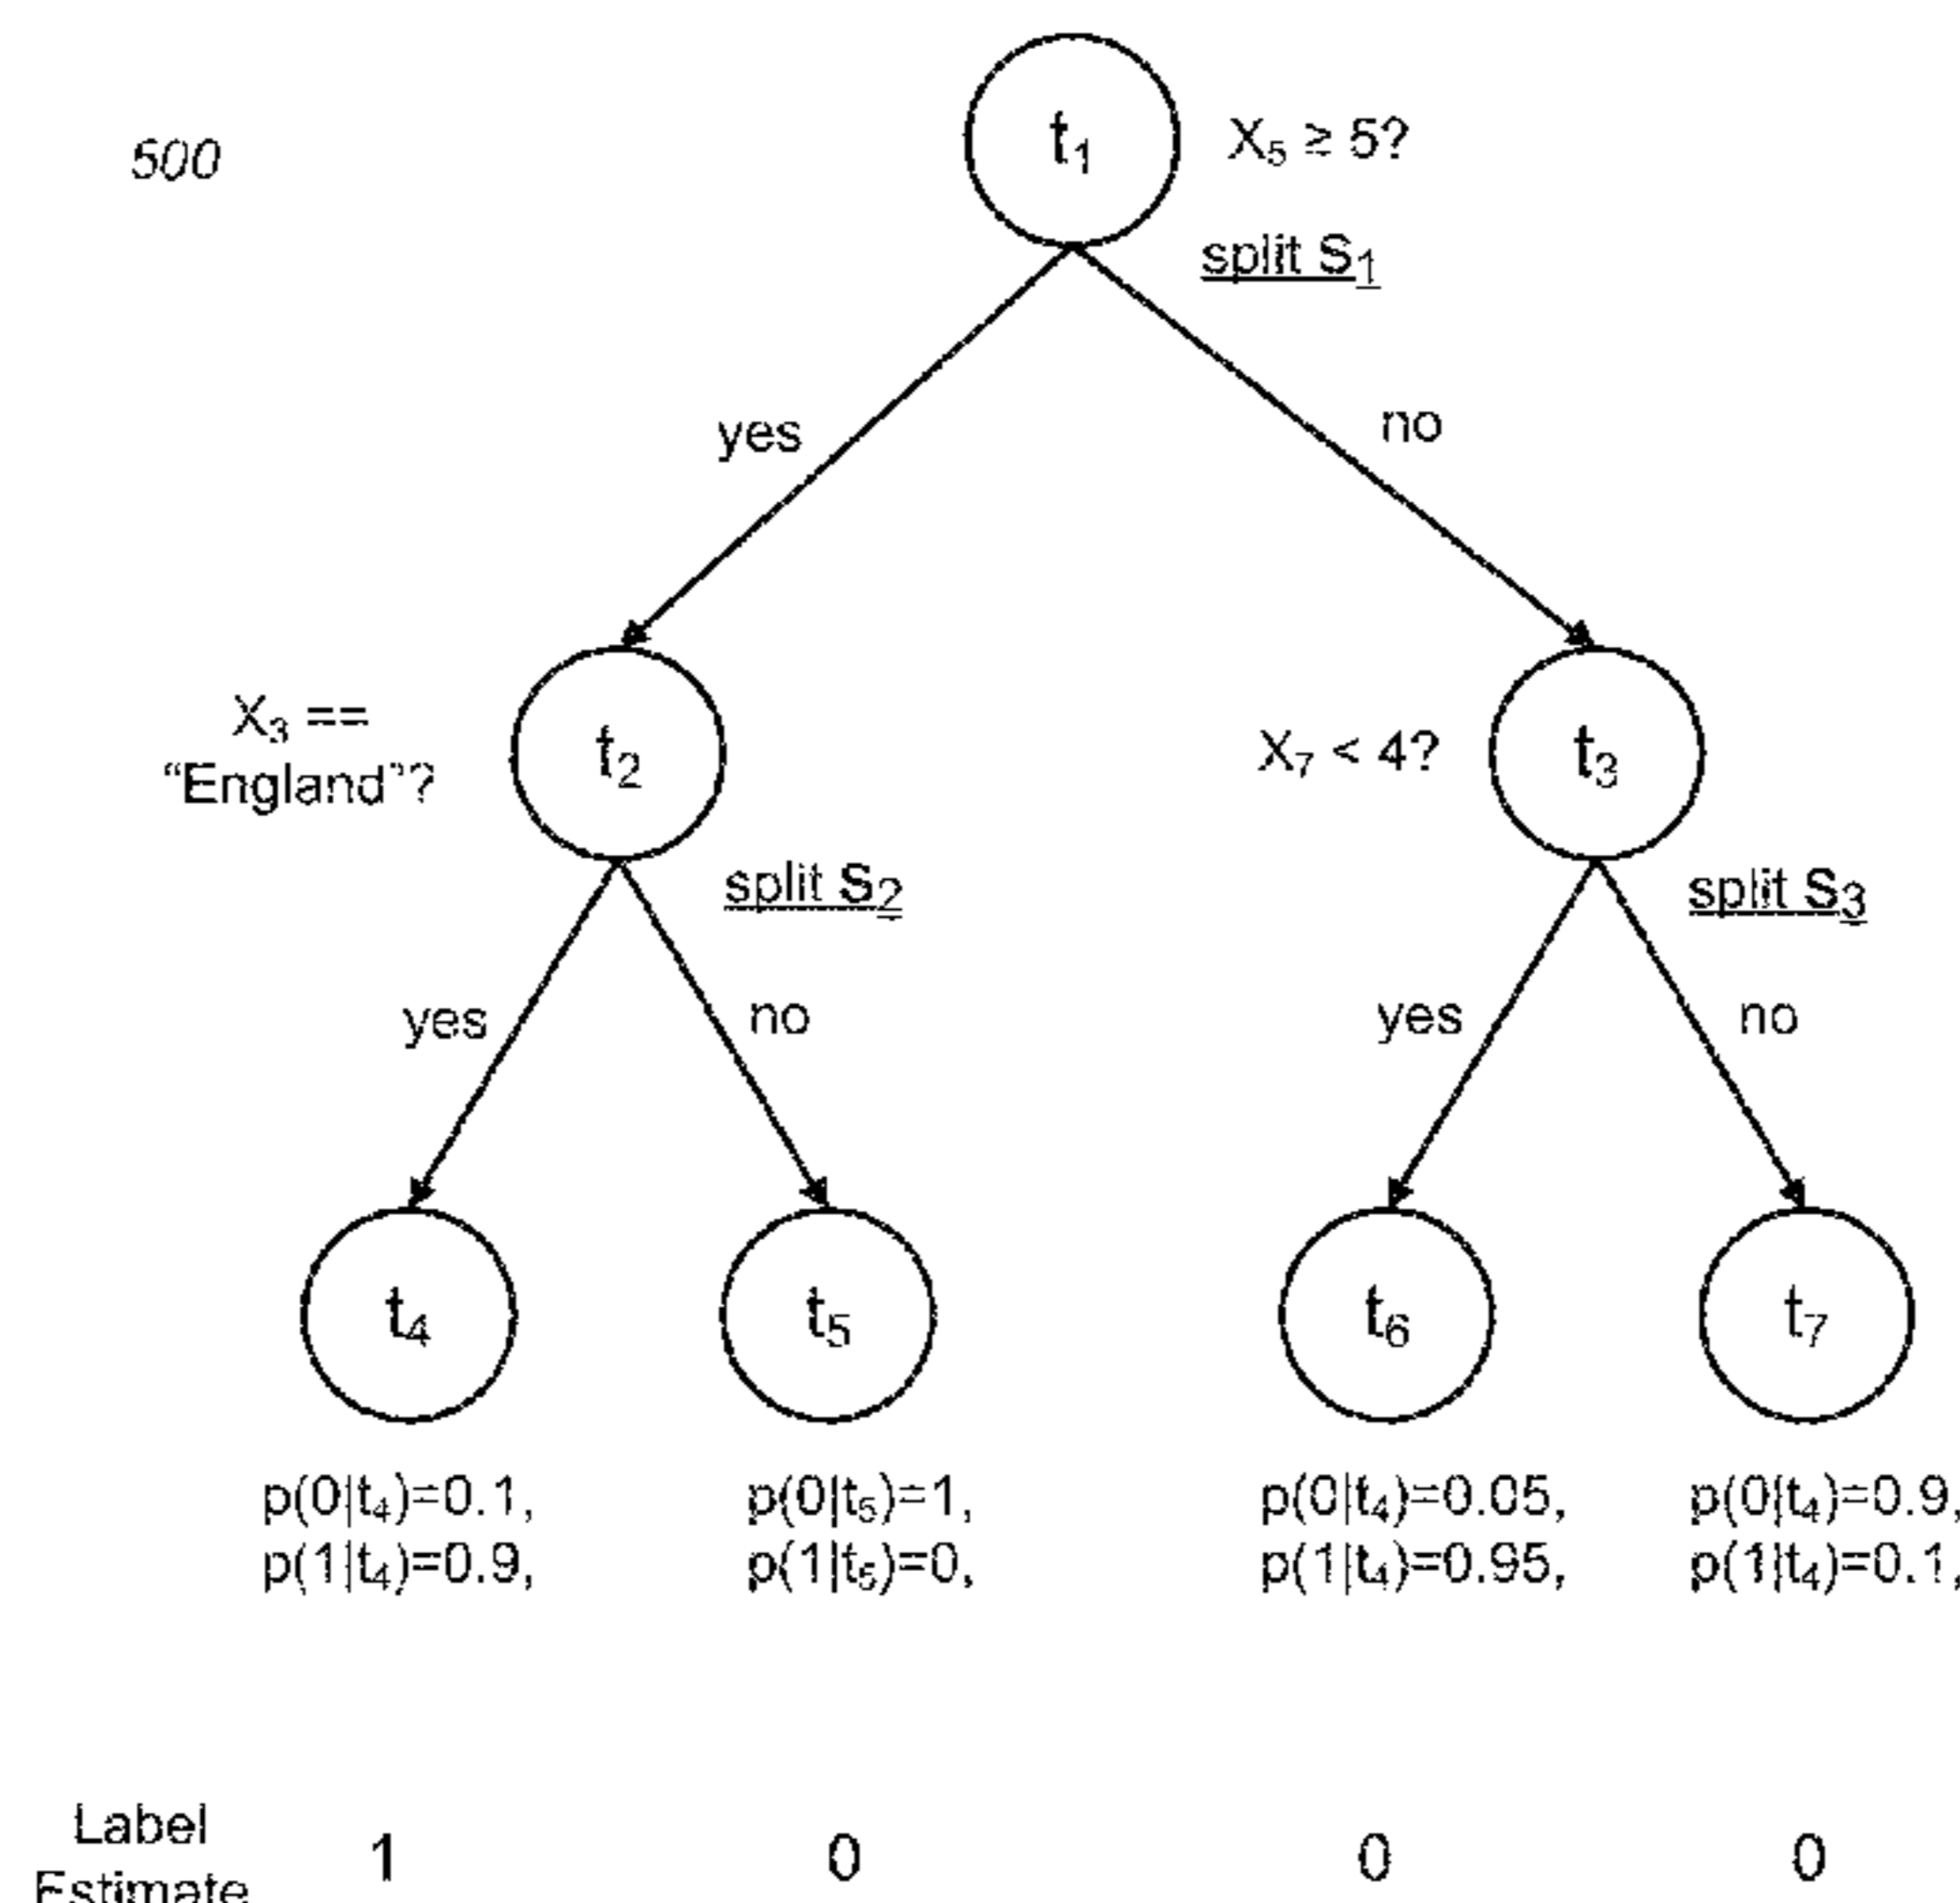 500
t₁
X₅ ≥ 5?
split S₁
yes
no
X₃ ==
“England”?
t₂
X₇ < 4?
t₃
split S₂
split S₃
yes
no
yes
no
t₄
t₅
t₆
t₇
p(0|t₄)=0.1,
p(1|t₄)=0.9,
p(0|t₅)=1,
p(1|t₅)=0,
p(0|t₄)=0.05,
p(1|t₄)=0.95,
p(0|t₄)=0.9,
p(1|t₄)=0.1,
Label
Estimate
1
0
0
0